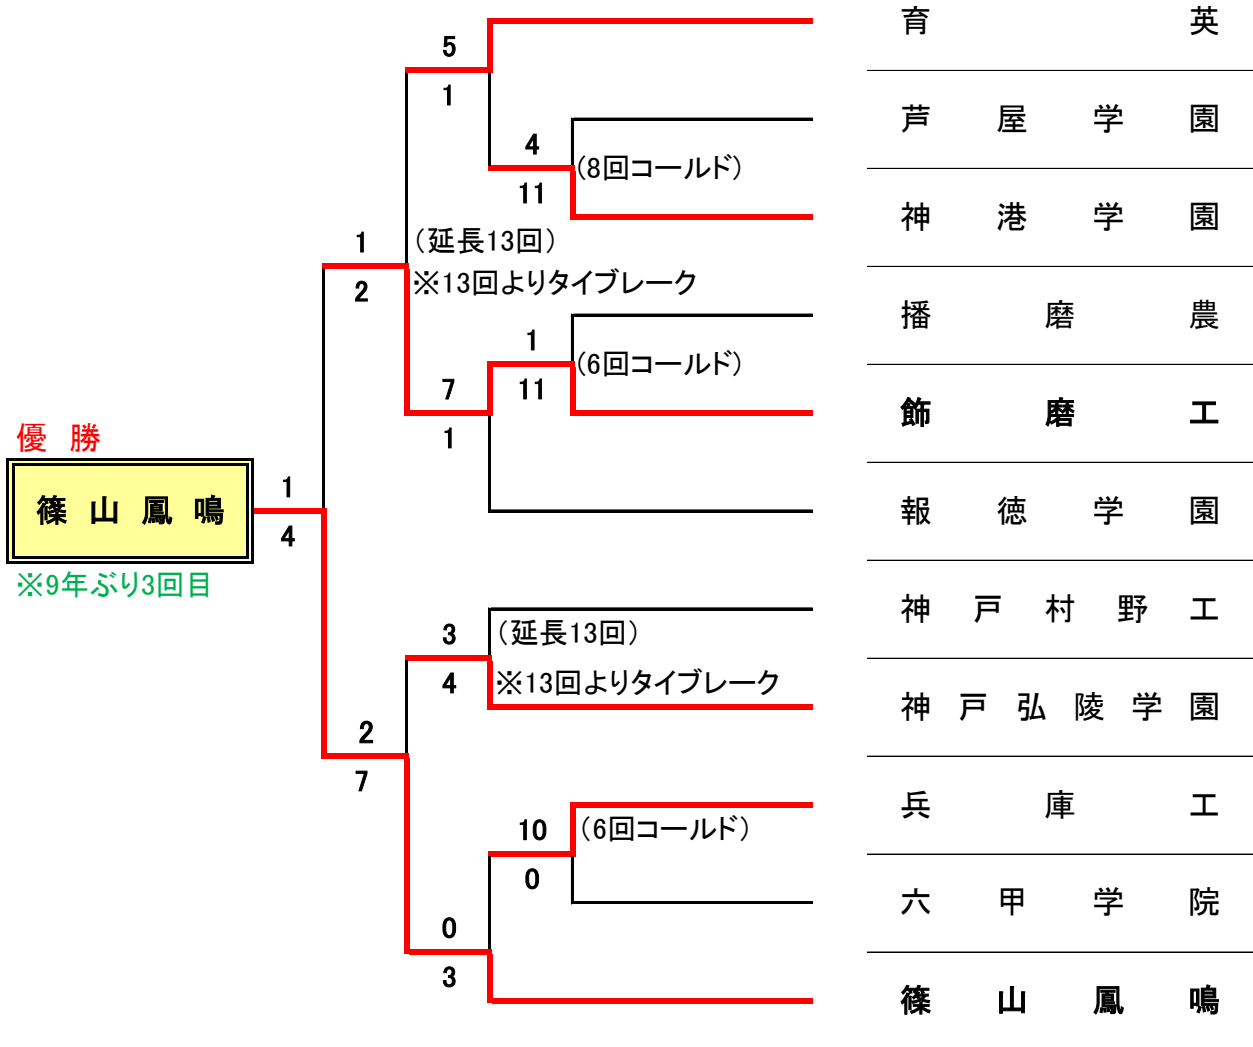 育英
5
1
芦屋学園
4
(8回コールド)
11
神港学園
1
(延長13回)
2
※13回よりタイブレーク
播磨農
1
(6回コールド)
7
11
飾磨工
1
優勝
篠山鳳鳴
1
4
報徳学園
※9年ぶり3回目
神戸村野工
3
(延長13回)
4
※13回よりタイブレーク
神戸弘陵学園
2
7
兵庫工
10
(6回コールド)
0
六甲学院
0
3
篠山鳳鳴